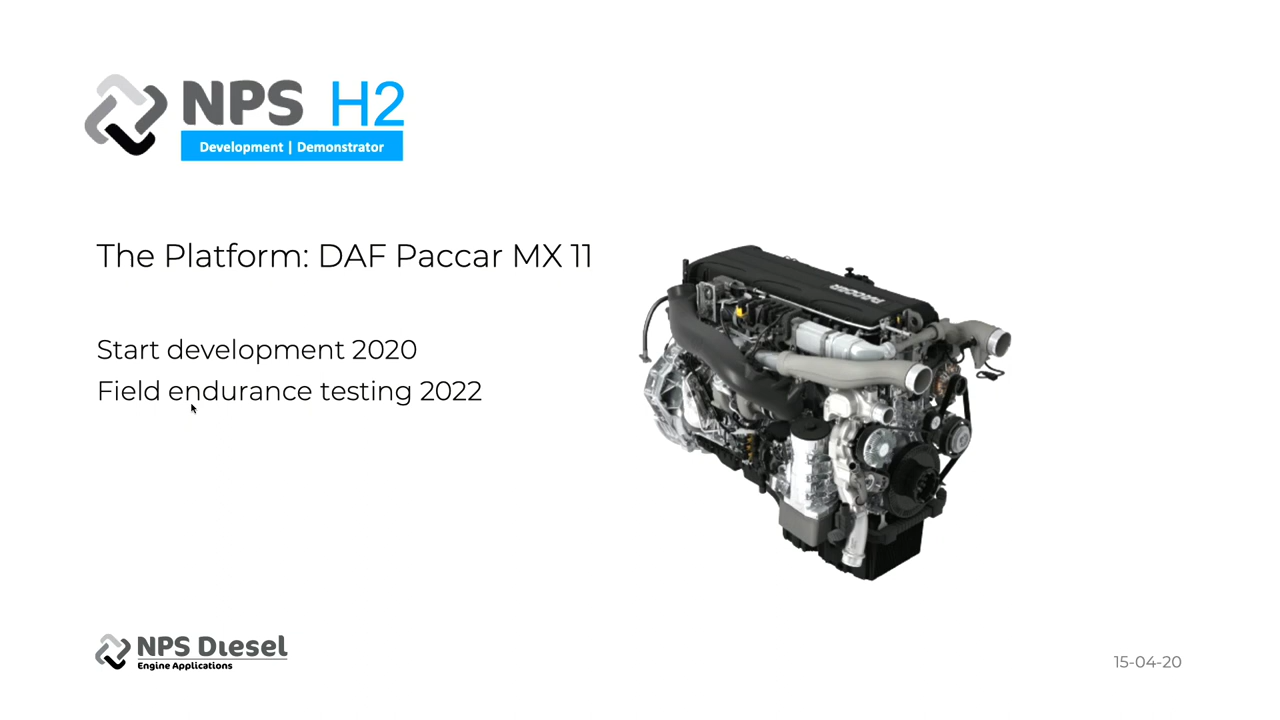 NPS H2
Development | Demonstrator
The Platform: DAF Paccar MX 11
Start development 2020
Field endurance testing 2022
PACCAR
NPS Diesel
Engine Applications
15-04-20